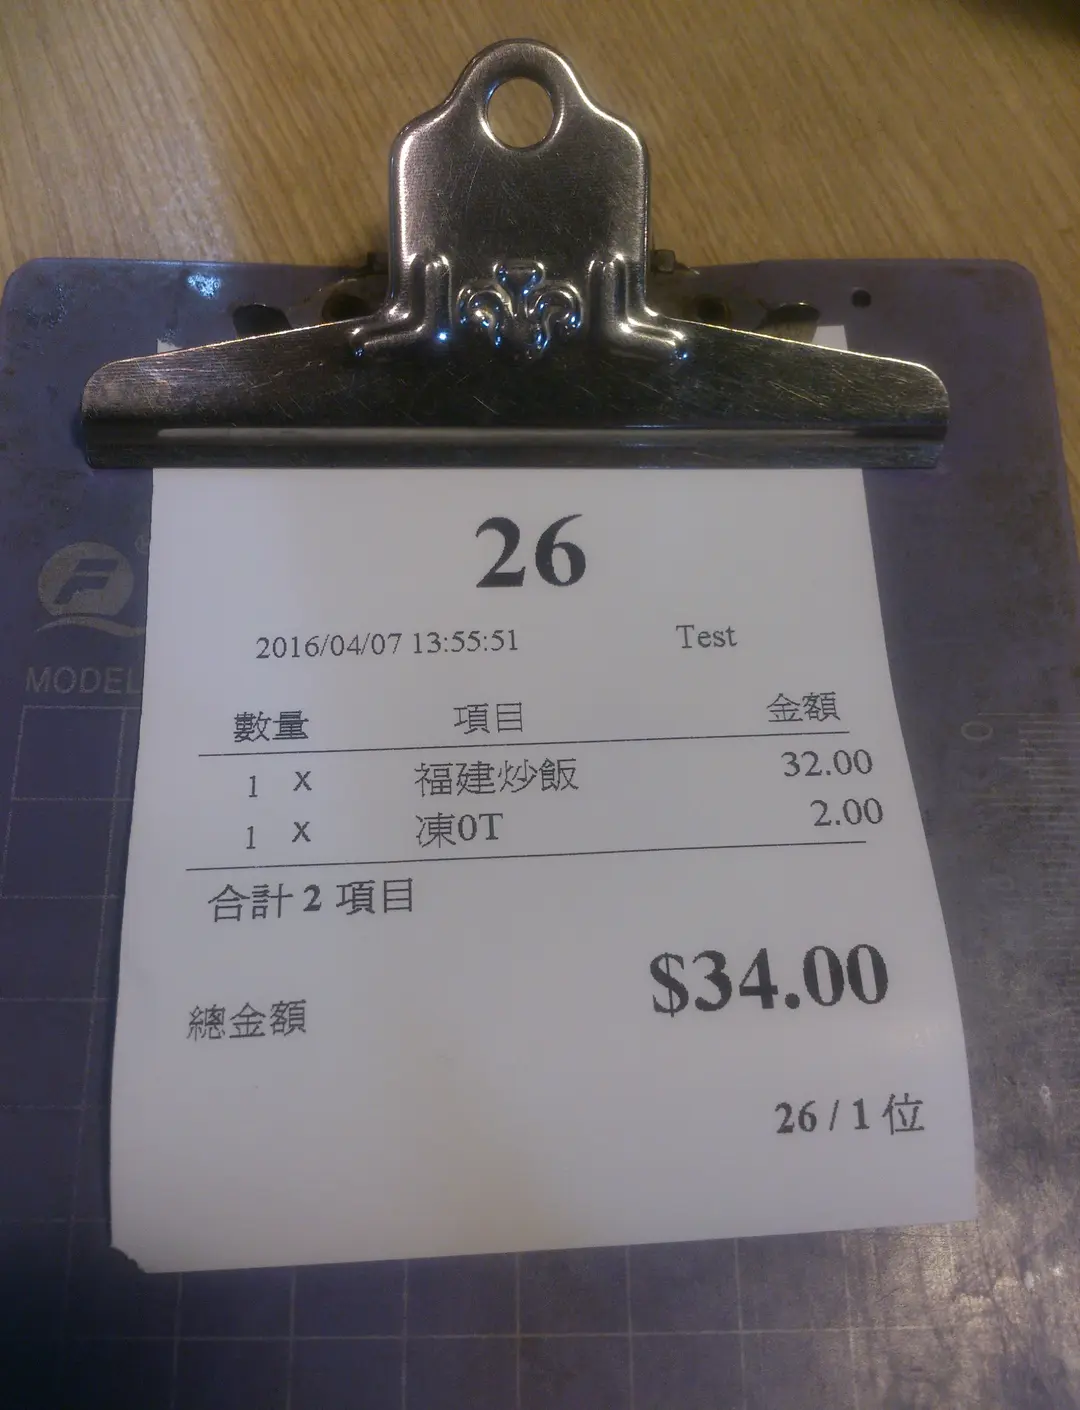 26
2016/04/07 13:55:51 Test
數量 項目 金額
1 x 福建炒飯 32.00
1 x 凍0T 2.00
合計 2 項目
總金額 $34.00
26 / 1 位
F
MODEL
0